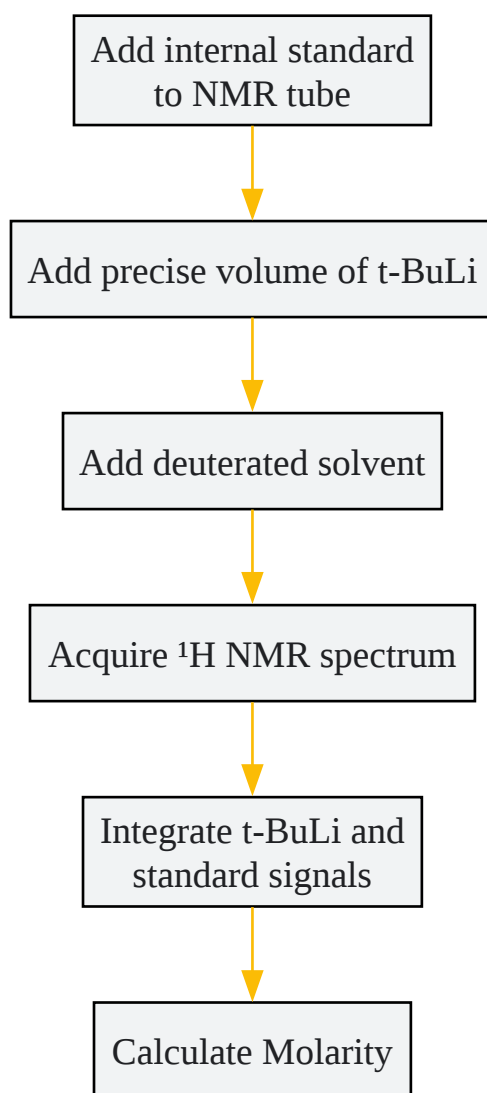 Add internal standard
to NMR tube
Add precise volume of t-BuLi
Add deuterated solvent
Acquire ¹H NMR spectrum
Integrate t-BuLi and
standard signals
Calculate Molarity